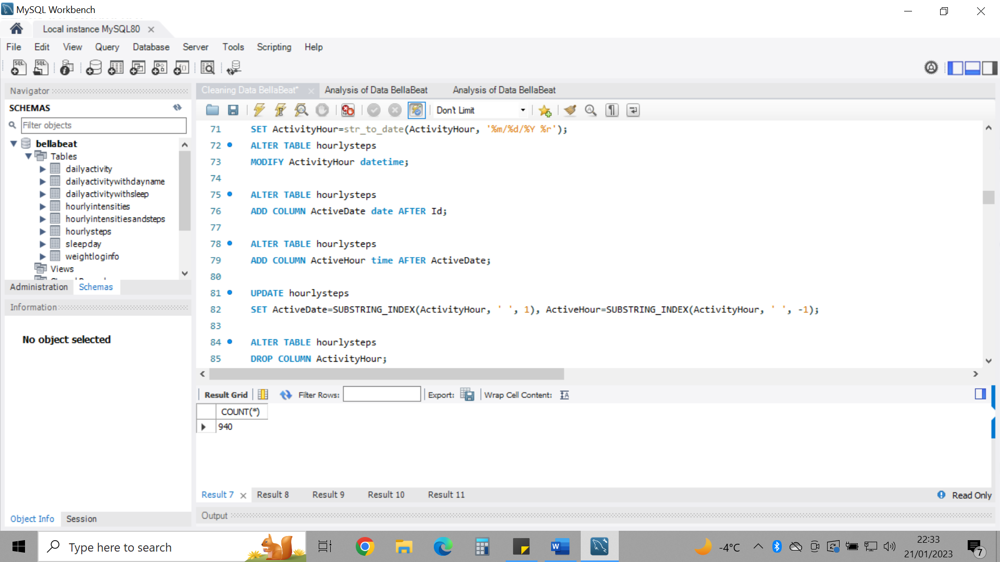 MySQL Workbench
Local instance MySQL80
File Edit View Query Database Server Tools Scripting Help
Navigator
SCHEMAS
Filter objects
bellabeat
Tables
dailyactivity
dailyactivitywithdayname
dailyactivitywithsleep
hourlyintensities
hourlyintensitiesandsteps
hourlysteps
sleepday
weightloginfo
Views
Administration Schemas
Information
No object selected
Object Info Session
Cleaning Data BellaBeat* Analysis of Data BellaBeat Analysis of Data BellaBeat
Don't Limit
71 SET ActivityHour=str_to_date(ActivityHour, '%m/%d/%Y %r');
72 ALTER TABLE hourlysteps
73 MODIFY ActivityHour datetime;
74
75 ALTER TABLE hourlysteps
76 ADD COLUMN ActiveDate date AFTER Id;
77
78 ALTER TABLE hourlysteps
79 ADD COLUMN ActiveHour time AFTER ActiveDate;
80
81 UPDATE hourlysteps
82 SET ActiveDate=SUBSTRING_INDEX(ActivityHour, ' ', 1), ActiveHour=SUBSTRING_INDEX(ActivityHour, ' ', -1);
83
84 ALTER TABLE hourlysteps
85 DROP COLUMN ActivityHour;
Result Grid Filter Rows: Export: Wrap Cell Content:
COUNT(*)
940
Result 7 Result 8 Result 9 Result 10 Result 11
Read Only
Output
Type here to search
-4°C
22:33
21/01/2023
7